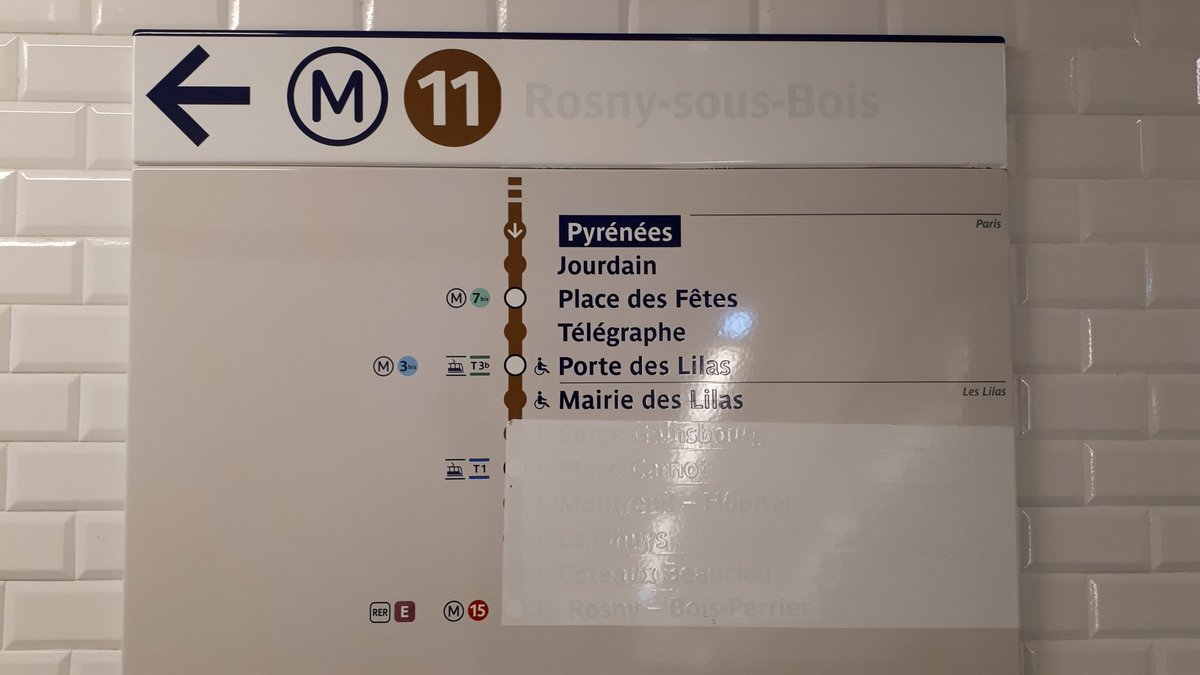 M 11 Rosny-sous-Bois
Paris
Pyrénées
Jourdain
M 7bis Place des Fêtes
Télégraphe
M 3bis T3b Porte des Lilas
Les Lilas
Mairie des Lilas
Serge Gainsbourg
T1 Place Carnot
Montreuil - Hôpital
La Dhuys
Coteaux Beauclair
RER E M 15 Rosny - Bois-Perrier